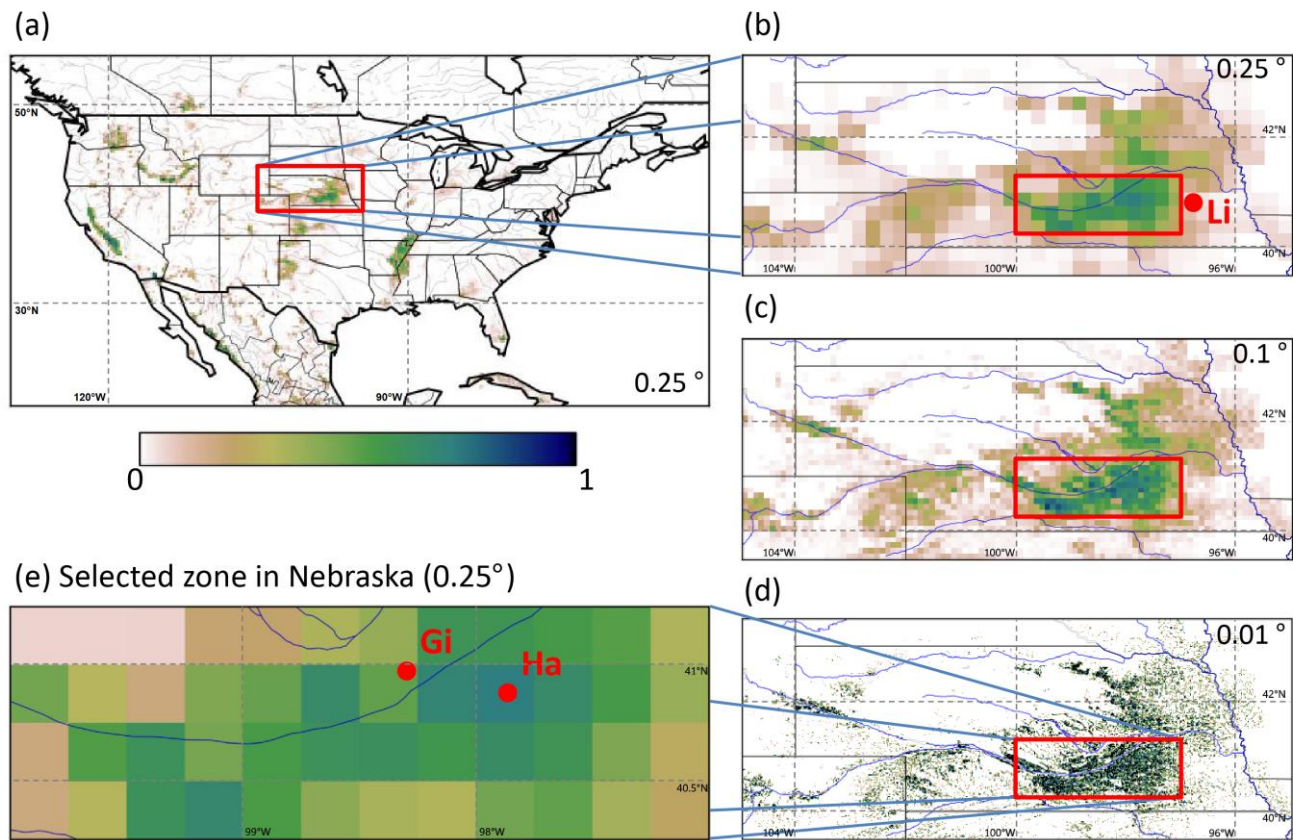 (a)
50°N
30°N
120°W
90°W
0.25 °
0
1
(b)
0.25 °
42°N
Li
40°N
104°W
100°W
96°W
(c)
0.1 °
42°N
40°N
104°W
100°W
96°W
(e) Selected zone in Nebraska (0.25°)
Gi
Ha
41°N
40.5°N
99°W
98°W
(d)
0.01 °
42°N
40°N
104°W
100°W
96°W